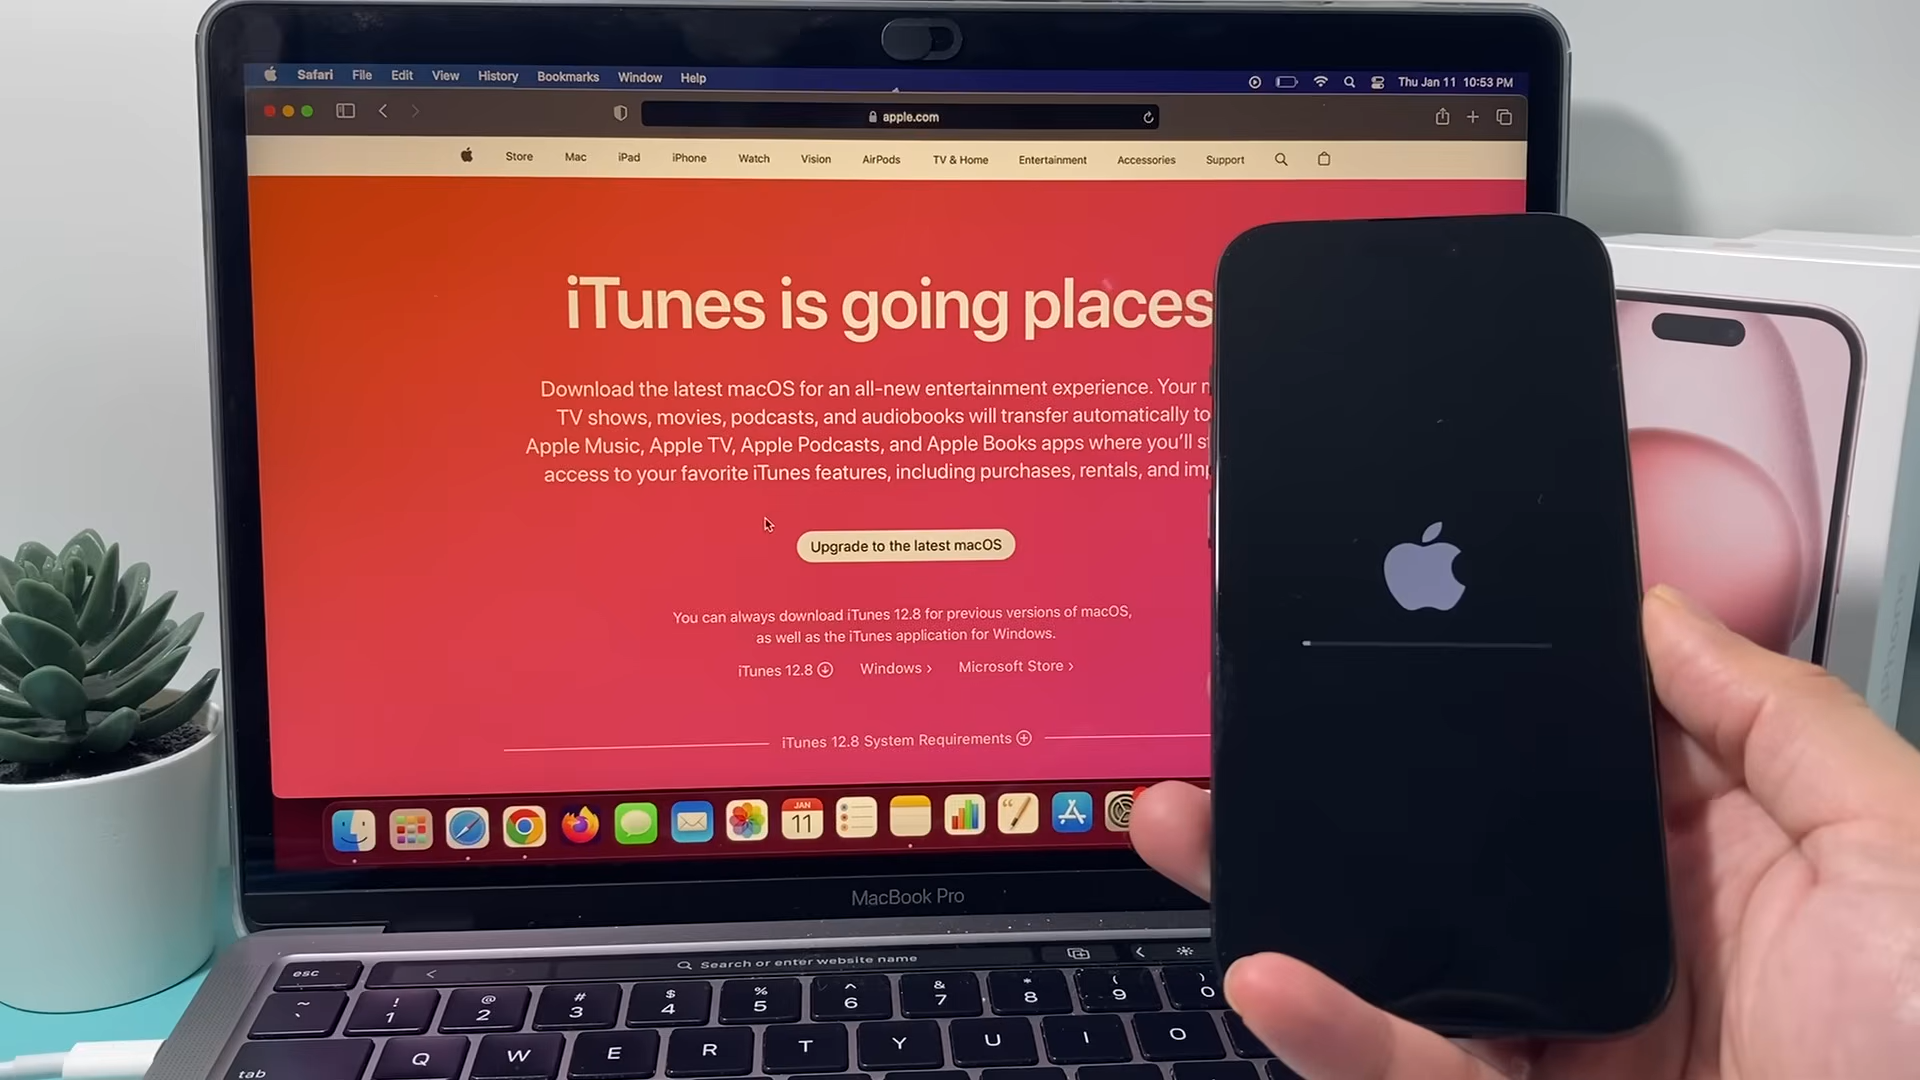 Safari File Edit View History Bookmarks Window Help
Thu Jan 11 10:53 PM
apple.com
Store Mac iPad iPhone Watch Vision AirPods TV & Home Entertainment Accessories Support
iTunes is going places
Download the latest macOS for an all-new entertainment experience. Your
TV shows, movies, podcasts, and audiobooks will transfer automatically to
Apple Music, Apple TV, Apple Podcasts, and Apple Books apps where you'll
access to your favorite iTunes features, including purchases, rentals, and
Upgrade to the latest macOS
You can always download iTunes 12.8 for previous versions of macOS,
as well as the iTunes application for Windows.
iTunes 12.8 Windows › Microsoft Store ›
iTunes 12.8 System Requirements
JAN
11
MacBook Pro
iPhone
esc < Search or enter website name <
~ ! @ # $ % ^ & * ( )
` 1 2 3 4 5 6 7 8 9 0
tab Q W E R T Y U I O